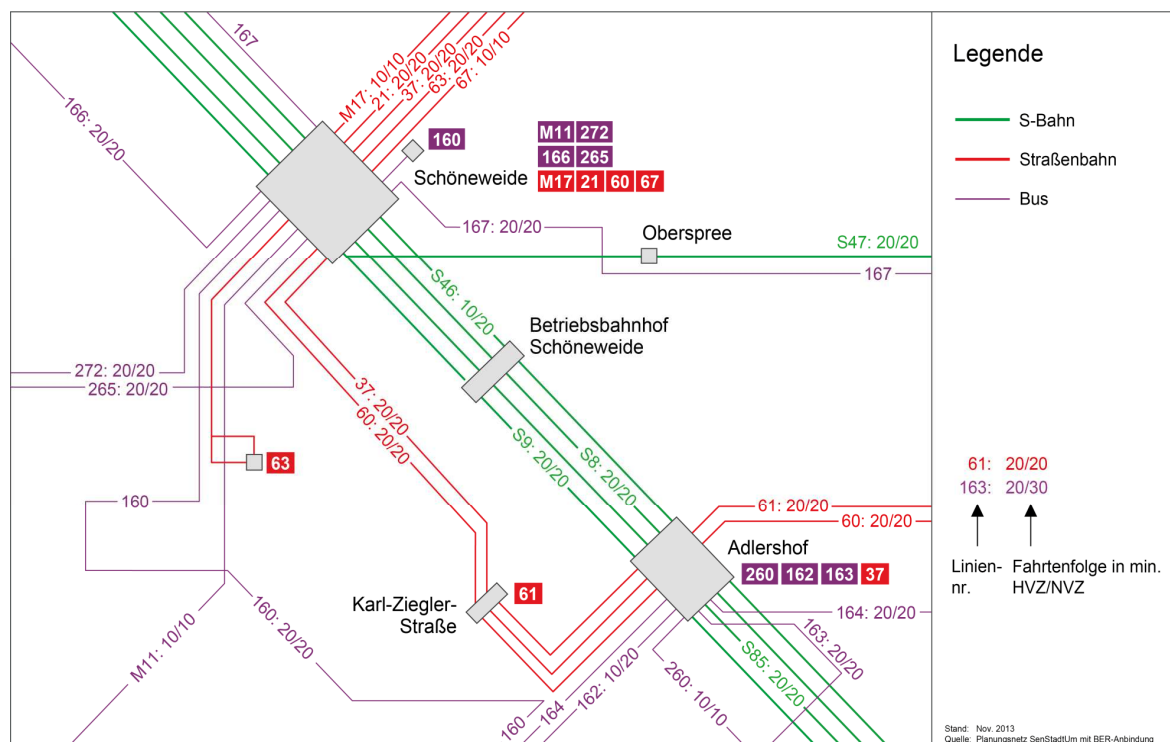 167
166: 20/20
M17: 10/10
21: 20/20
37: 20/20
63: 20/20
67: 10/10
160
M11 272
166 265
M17 21 60 67
Schöneweide
167: 20/20
Oberspree
S47: 20/20
167
S46: 10/20
Betriebsbahnhof
Schöneweide
272: 20/20
265: 20/20
37: 20/20
60: 20/20
S9: 20/20
S8: 20/20
63
160
61: 20/20
60: 20/20
Adlershof
260 162 163 37
61
Karl-Ziegler-
Straße
164: 20/20
163: 20/20
M11: 10/10
160: 20/20
S85: 20/20
160
164
162: 10/20
260: 10/10
Legende
S-Bahn
Straßenbahn
Bus
61: 20/20
163: 20/30
Linien-
nr.
Fahrtenfolge in min.
HVZ/NVZ
Stand: Nov. 2013
Quelle: Planungsnetz SenStadtUm mit BER-Anbindung